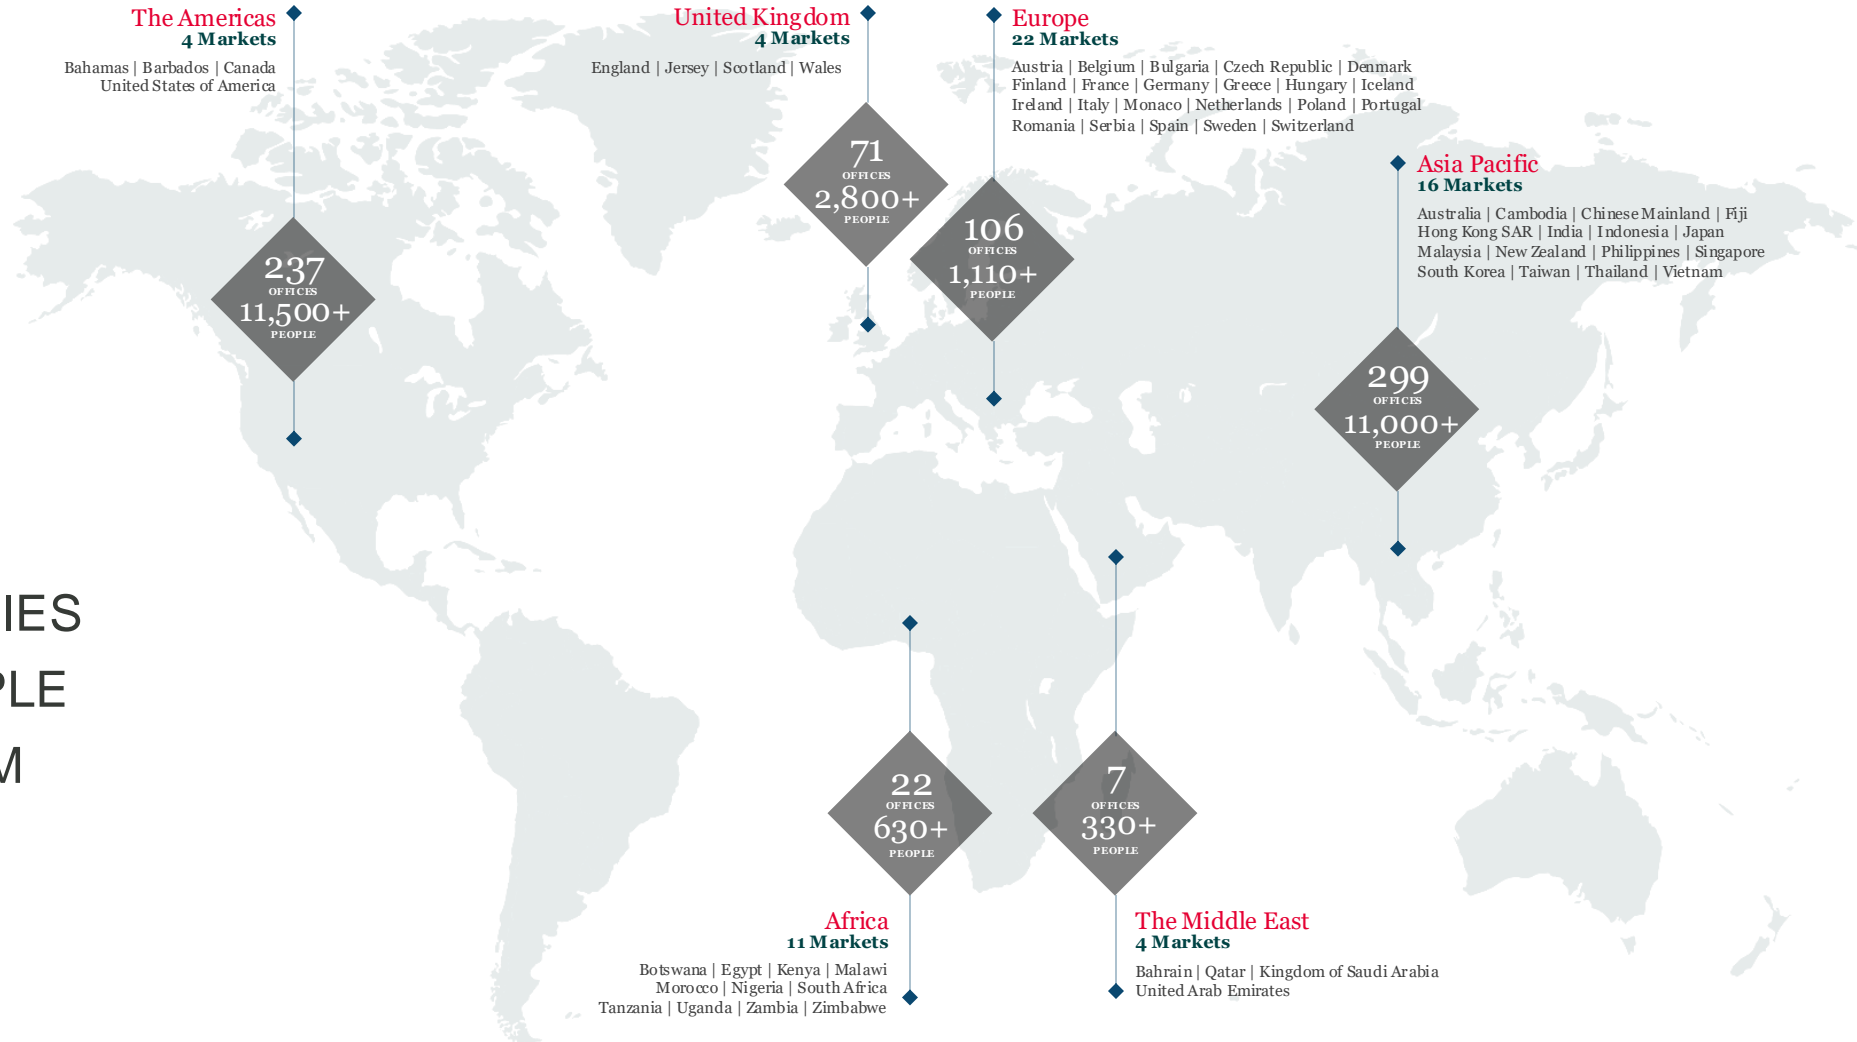 The Americas
4 Markets
Bahamas | Barbados | Canada
United States of America
237
OFFICES
11,500+
PEOPLE
United Kingdom
4 Markets
England | Jersey | Scotland | Wales
71
OFFICES
2,800+
PEOPLE
Europe
22 Markets
Austria | Belgium | Bulgaria | Czech Republic | Denmark
Finland | France | Germany | Greece | Hungary | Iceland
Ireland | Italy | Monaco | Netherlands | Poland | Portugal
Romania | Serbia | Spain | Sweden | Switzerland
106
OFFICES
1,110+
PEOPLE
Asia Pacific
16 Markets
Australia | Cambodia | Chinese Mainland | Fiji
Hong Kong SAR | India | Indonesia | Japan
Malaysia | New Zealand | Philippines | Singapore
South Korea | Taiwan | Thailand | Vietnam
299
OFFICES
11,000+
PEOPLE
IES
PLE
M
22
OFFICES
630+
PEOPLE
Africa
11 Markets
Botswana | Egypt | Kenya | Malawi
Morocco | Nigeria | South Africa
Tanzania | Uganda | Zambia | Zimbabwe
7
OFFICES
330+
PEOPLE
The Middle East
4 Markets
Bahrain | Qatar | Kingdom of Saudi Arabia
United Arab Emirates